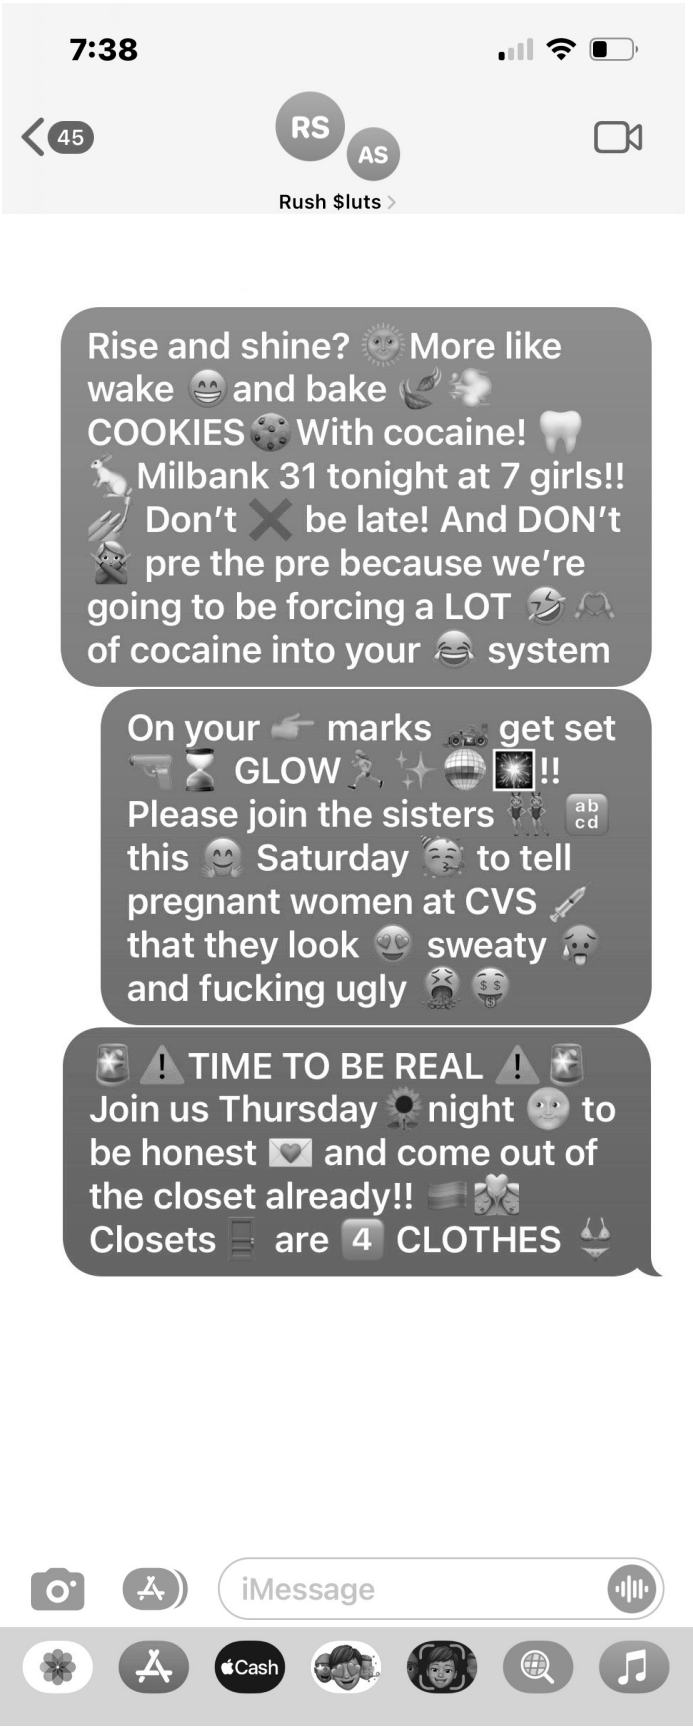 7:38
45
RS
AS
Rush $luts >
Rise and shine? 🌞More like
wake 😁and bake 🍃💨
COOKIES🍪With cocaine! 🦷
🐇Milbank 31 tonight at 7 girls!!
💅 Don’t ❌ be late! And DON’t
🙅 pre the pre because we’re
going to be forcing a LOT 🤣🫶
of cocaine into your 😂 system
On your 👉 marks 🏎️ get set
🔫⏳ GLOW🏃✨🪩🎆!!
Please join the sisters 👯 🔡
this 🤗 Saturday 🥳 to tell
pregnant women at CVS 💉
that they look 😍 sweaty 🥵
and fucking ugly 🤮🤑
🚨⚠️TIME TO BE REAL⚠️🚨
Join us Thursday🌻night🌝 to
be honest 💌 and come out of
the closet already!! 🏳️‍🌈👩‍❤️‍💋‍👩
Closets 🚪 are 4️⃣ CLOTHES 👙
iMessage
Cash